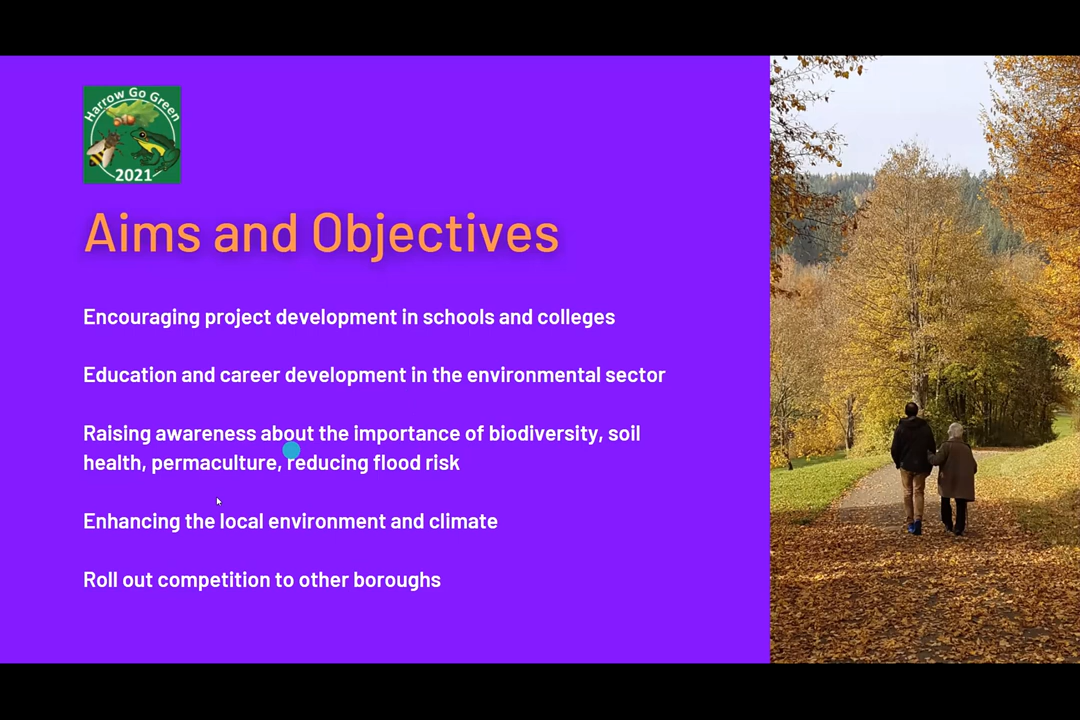 Harrow Go Green
2021
Aims and Objectives
Encouraging project development in schools and colleges
Education and career development in the environmental sector
Raising awareness about the importance of biodiversity, soil
health, permaculture, reducing flood risk
Enhancing the local environment and climate
Roll out competition to other boroughs